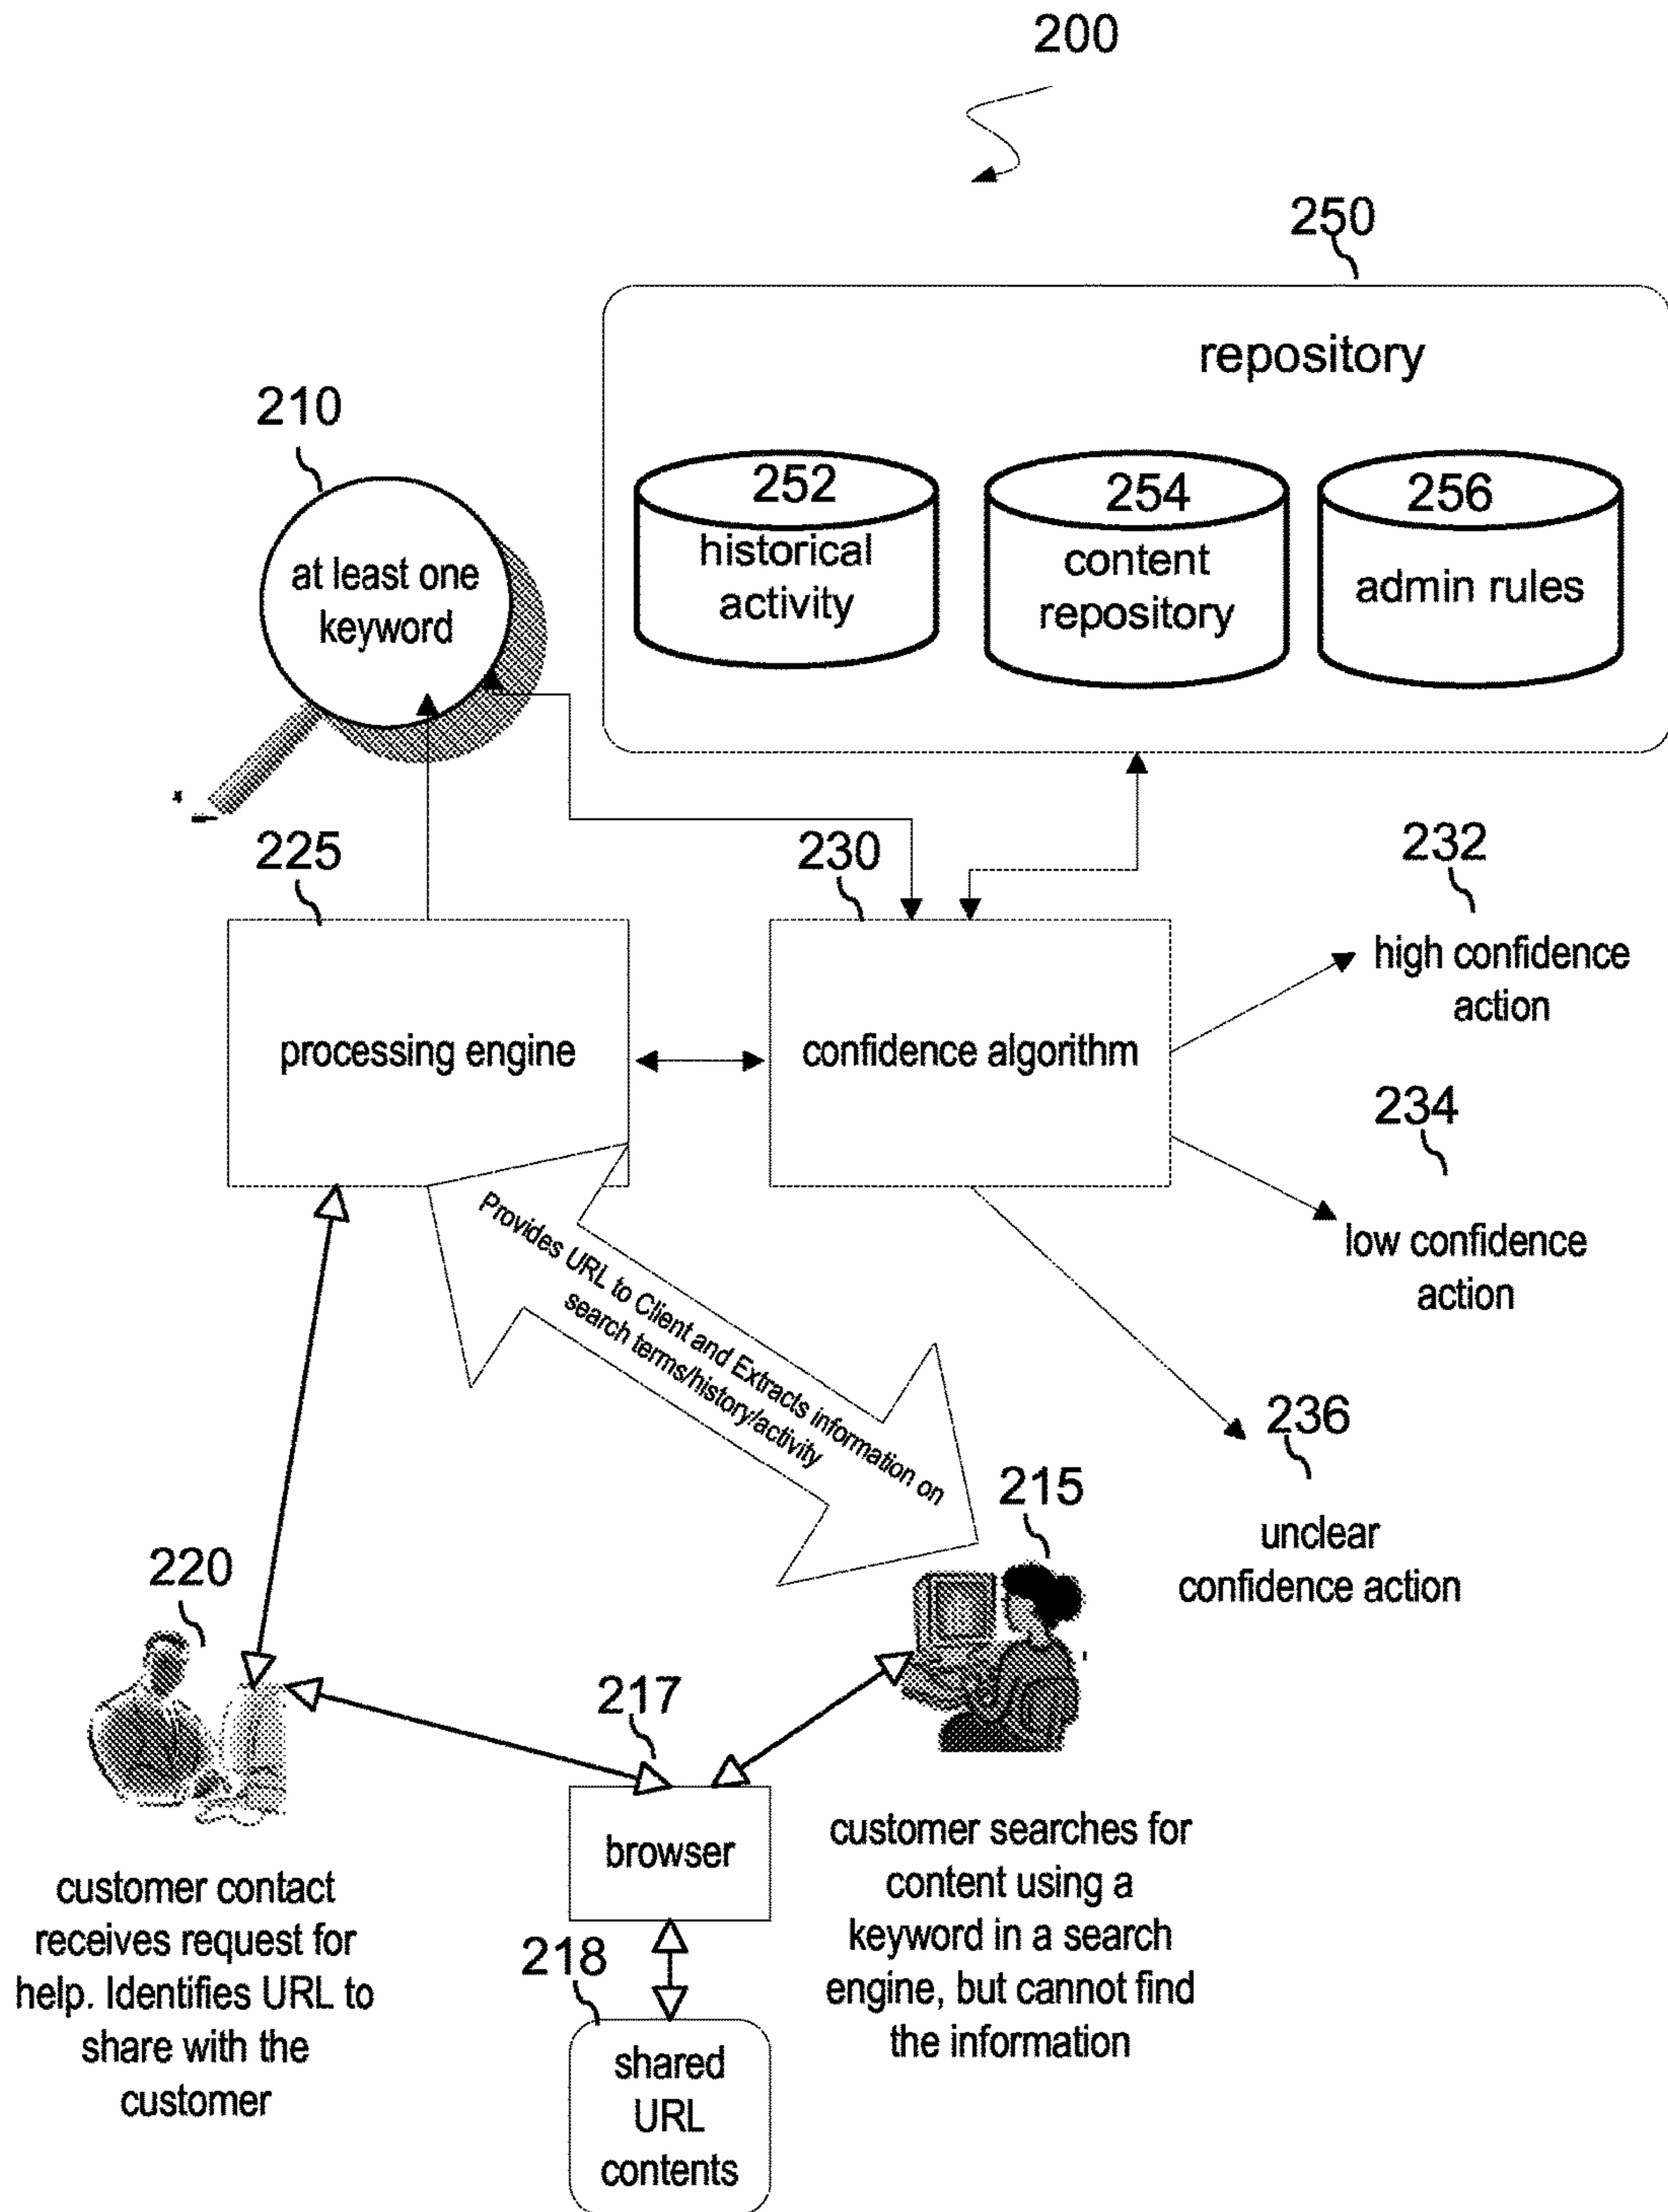 200
250
repository
210
252
254
256
historical
activity
content
repository
admin rules
at least one
keyword
225
230
232
high confidence
action
processing engine
confidence algorithm
234
low confidence
action
Provides URL to Client and Extracts information on
search terms/history/activity
236
unclear
confidence action
215
220
217
browser
customer searches for
content using a
keyword in a search
engine, but cannot find
the information
customer contact
receives request for
help. Identifies URL to
share with the
customer
218
shared
URL
contents